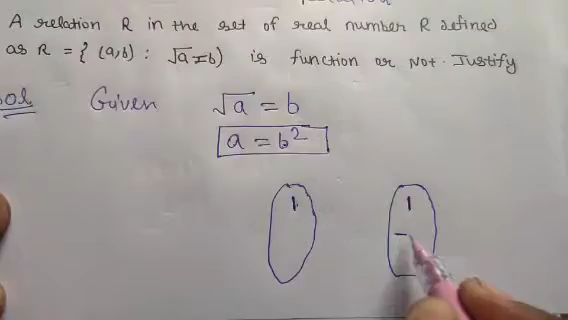 A relation R in the set of real number R defined
as R = { (a,b) : √a = b} is function or Not. Justify
Sol Given √a = b
a = b²
1 1
–